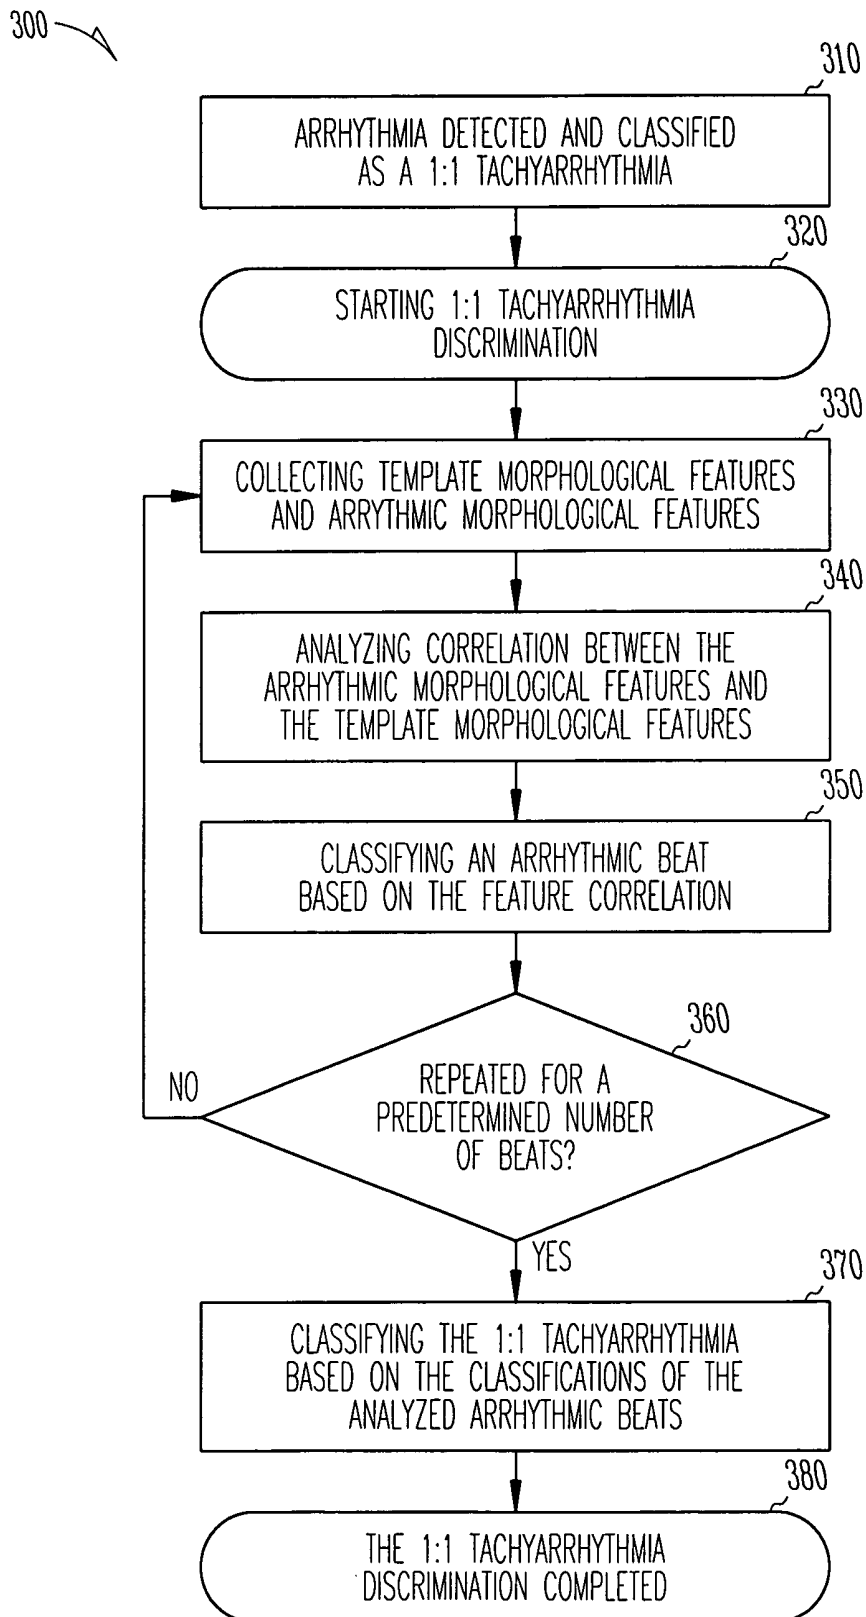 300
310
ARRHYTHMIA DETECTED AND CLASSIFIED
AS A 1:1 TACHYARRHYTHMIA
320
STARTING 1:1 TACHYARRHYTHMIA
DISCRIMINATION
330
COLLECTING TEMPLATE MORPHOLOGICAL FEATURES
AND ARRYTHMIC MORPHOLOGICAL FEATURES
340
ANALYZING CORRELATION BETWEEN THE
ARRHYTHMIC MORPHOLOGICAL FEATURES AND
THE TEMPLATE MORPHOLOGICAL FEATURES
350
CLASSIFYING AN ARRHYTHMIC BEAT
BASED ON THE FEATURE CORRELATION
360
NO
REPEATED FOR A
PREDETERMINED NUMBER
OF BEATS?
YES
370
CLASSIFYING THE 1:1 TACHYARRHYTHMIA
BASED ON THE CLASSIFICATIONS OF THE
ANALYZED ARRHYTHMIC BEATS
380
THE 1:1 TACHYARRHYTHMIA
DISCRIMINATION COMPLETED